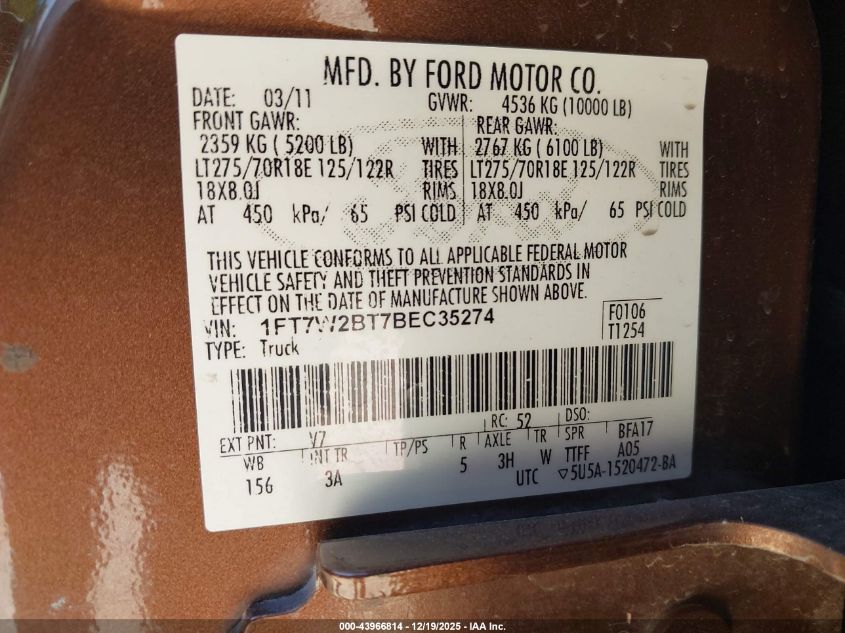 MFD. BY FORD MOTOR CO.
DATE: 03/11 GVWR: 4536 KG (10000 LB)
FRONT GAWR: REAR GAWR:
2359 KG ( 5200 LB) WITH 2767 KG ( 6100 LB) WITH
LT275/70R18E 125/122R TIRES LT275/70R18E 125/122R TIRES
18X8.0J RIMS 18X8.0J RIMS
AT 450 kPa/ 65 PSI COLD AT 450 kPa/ 65 PSI COLD
THIS VEHICLE CONFORMS TO ALL APPLICABLE FEDERAL MOTOR
VEHICLE SAFETY AND THEFT PREVENTION STANDARDS IN
EFFECT ON THE DATE OF MANUFACTURE SHOWN ABOVE.
VIN: 1FT7W2BT7BEC35274 F0106
TYPE: Truck T1254
EXT PNT: V7 RC: 52 DSO:
WB INT TR TP/PS R AXLE TR SPR BFA17
156 3A 5 3H W TTFF A05
UTC ▽5U5A-1520472-BA
000-43966814 - 12/19/2025 - IAA Inc.